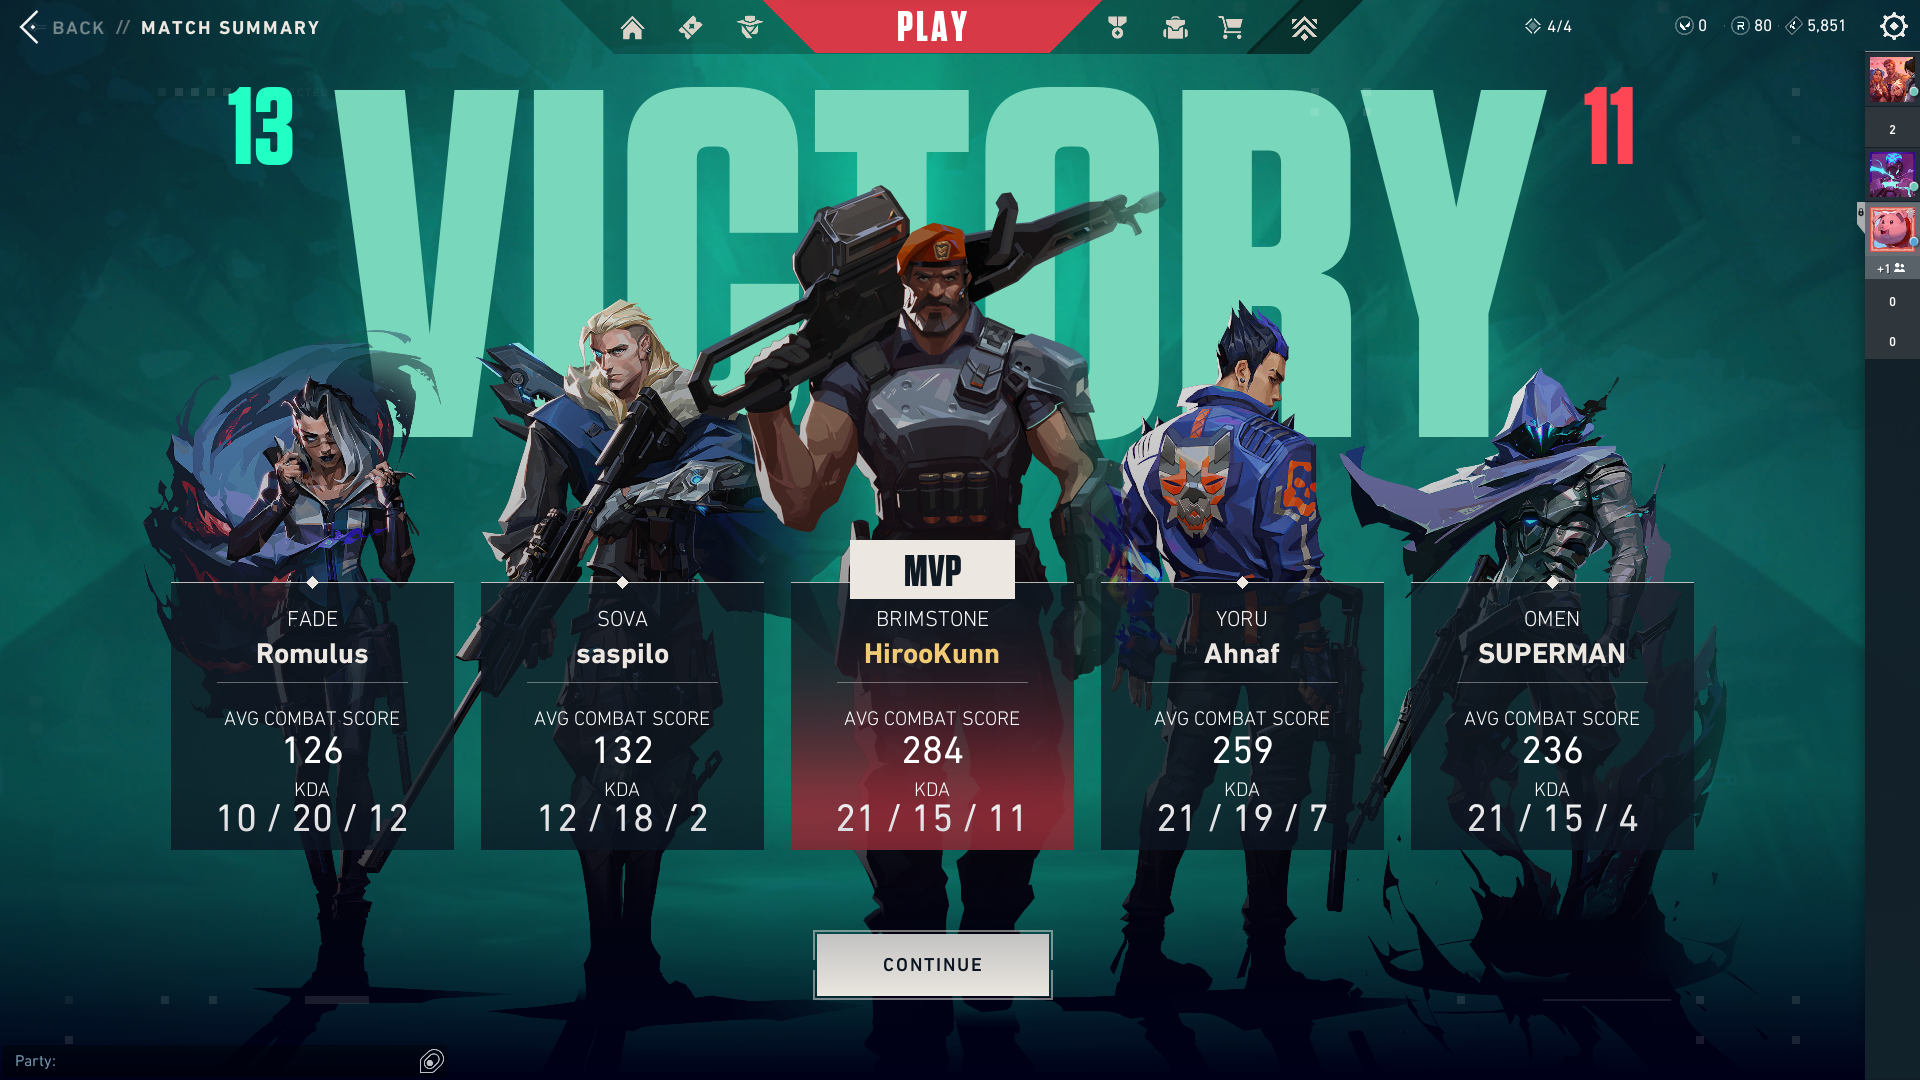 BACK // MATCH SUMMARY
PLAY
4/4
0
80
5,851
13
VICTORY
11
2
+1
0
0
MVP
FADE
Romulus
AVG COMBAT SCORE
126
KDA
10 / 20 / 12
SOVA
saspilo
AVG COMBAT SCORE
132
KDA
12 / 18 / 2
BRIMSTONE
HirooKunn
AVG COMBAT SCORE
284
KDA
21 / 15 / 11
YORU
Ahnaf
AVG COMBAT SCORE
259
KDA
21 / 19 / 7
OMEN
SUPERMAN
AVG COMBAT SCORE
236
KDA
21 / 15 / 4
CONTINUE
Party: